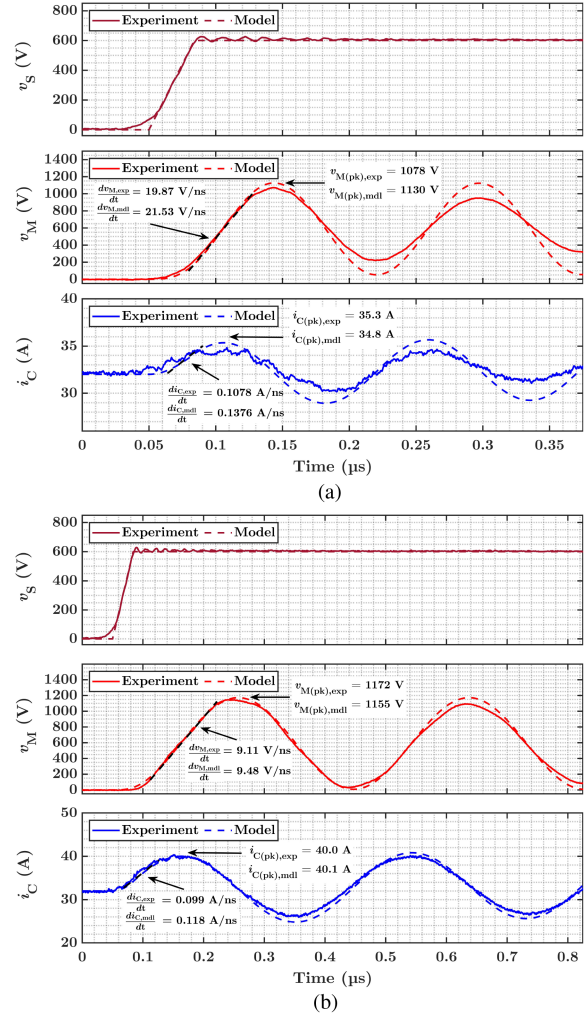 Experiment Model
800
600
400
200
0
v_S (V)
Experiment Model
1400
1200
1000
800
600
400
200
0
v_M (V)
dv_M,exp/dt = 19.87 V/ns
dv_M,mdl/dt = 21.53 V/ns
v_M(pk),exp = 1078 V
v_M(pk),mdl = 1130 V
Experiment Model
40
35
30
i_C (A)
i_C(pk),exp = 35.3 A
i_C(pk),mdl = 34.8 A
di_C,exp/dt = 0.1078 A/ns
di_C,mdl/dt = 0.1376 A/ns
0 0.05 0.1 0.15 0.2 0.25 0.3 0.35
Time (µs)
(a)
Experiment Model
800
600
400
200
0
v_S (V)
Experiment Model
1400
1200
1000
800
600
400
200
0
v_M (V)
v_M(pk),exp = 1172 V
v_M(pk),mdl = 1155 V
dv_M,exp/dt = 9.11 V/ns
dv_M,mdl/dt = 9.48 V/ns
Experiment Model
50
40
30
20
i_C (A)
i_C(pk),exp = 40.0 A
i_C(pk),mdl = 40.1 A
di_C,exp/dt = 0.099 A/ns
di_C,mdl/dt = 0.118 A/ns
0 0.1 0.2 0.3 0.4 0.5 0.6 0.7 0.8
Time (µs)
(b)